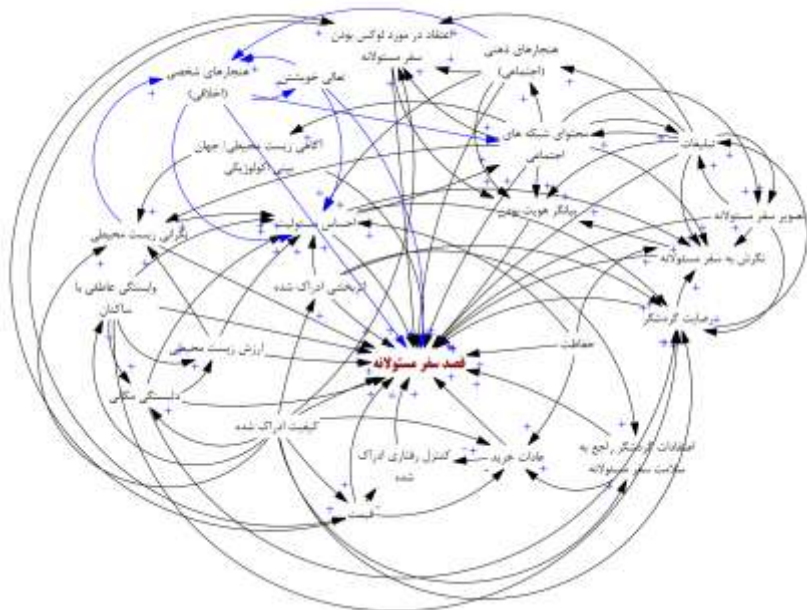 اعتقاد در مورد لوکس بودن
سفر مسئولانه
هنجارهای ذهنی
(اجتماعی)
هنجارهای شخصی
(اخلاقی)
تعالی خویشتن
محتوای شبکه های
اجتماعی
تبلیغات
آگاهی زیست محیطی/ جهان
بینی اکولوژیکی
تصویر سفر مسئولانه
بیانگر هویت بودن
احساس مسئولیت
نگرانی زیست محیطی
نگرش به سفر مسئولانه
وابستگی عاطفی با
ساکنان
اثربخشی ادراک شده
رضایت گردشگر
حفاظت
ارزش زیست محیطی
قصد سفر مسئولانه
دلبستگی مکانی
کیفیت ادراک شده
کنترل رفتاری ادراک
شده
عادات خرید
اعتقادات گردشگر راجع به
سلامت سفر مسئولانه
قیمت